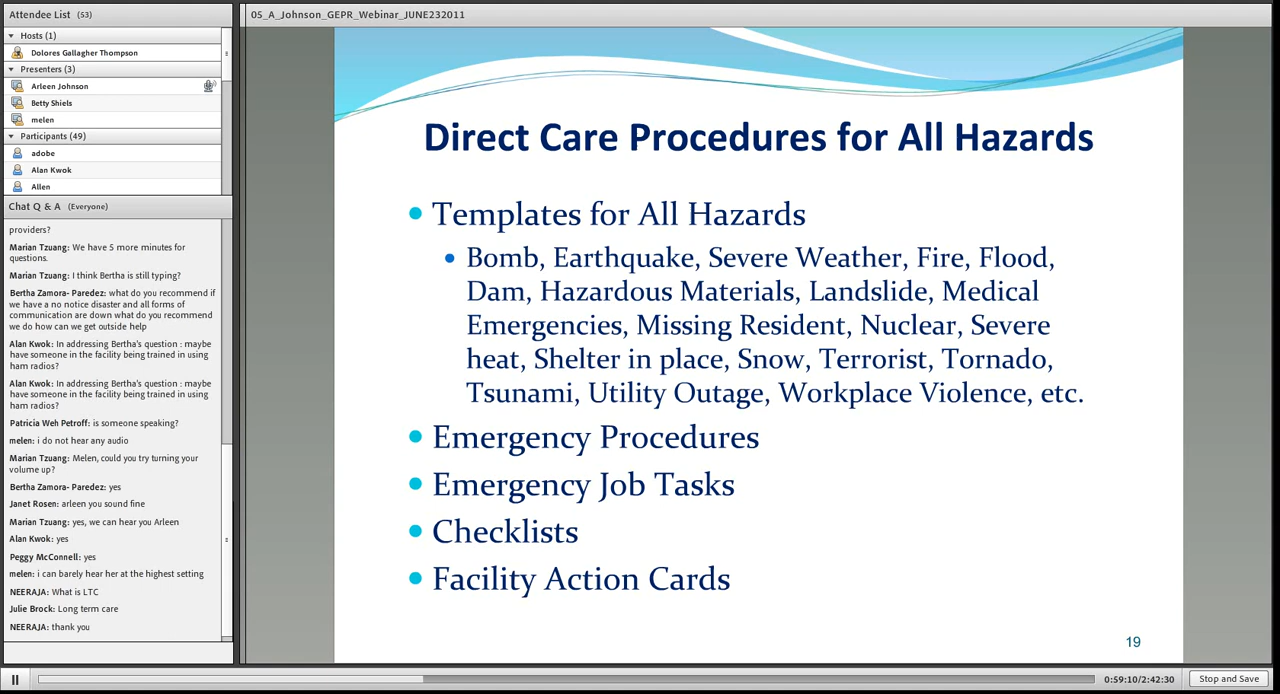 Attendee List (53)
Hosts (1)
Dolores Gallagher Thompson
Presenters (3)
Arleen Johnson
Betty Shiels
melen
Participants (49)
adobe
Alan Kwok
Allen
Chat Q & A (Everyone)
providers?
Marian Tzuang: We have 5 more minutes for
questions.
Marian Tzuang: I think Bertha is still typing?
Bertha Zamora- Paredez: what do you recommend if
we have a no notice disaster and all forms of
communication are down what do you recommend
we do how can we get outside help
Alan Kwok: In addressing Bertha's question : maybe
have someone in the facility being trained in using
ham radios?
Alan Kwok: In addressing Bertha's question : maybe
have someone in the facility being trained in using
ham radios?
Patricia Weh Petroff: is someone speaking?
melen: i do not hear any audio
Marian Tzuang: Melen, could you try turning your
volume up?
Bertha Zamora- Paredez: yes
Janet Rosen: arleen you sound fine
Marian Tzuang: yes, we can hear you Arleen
Alan Kwok: yes
Peggy McConnell: yes
melen: i can barely hear her at the highest setting
NEERAJA: What is LTC
Julie Brock: Long term care
NEERAJA: thank you
05_A_Johnson_GEPR_Webinar_JUNE232011
Direct Care Procedures for All Hazards
Templates for All Hazards
Bomb, Earthquake, Severe Weather, Fire, Flood,
Dam, Hazardous Materials, Landslide, Medical
Emergencies, Missing Resident, Nuclear, Severe
heat, Shelter in place, Snow, Terrorist, Tornado,
Tsunami, Utility Outage, Workplace Violence, etc.
Emergency Procedures
Emergency Job Tasks
Checklists
Facility Action Cards
19
0:59:10/2:42:30
Stop and Save